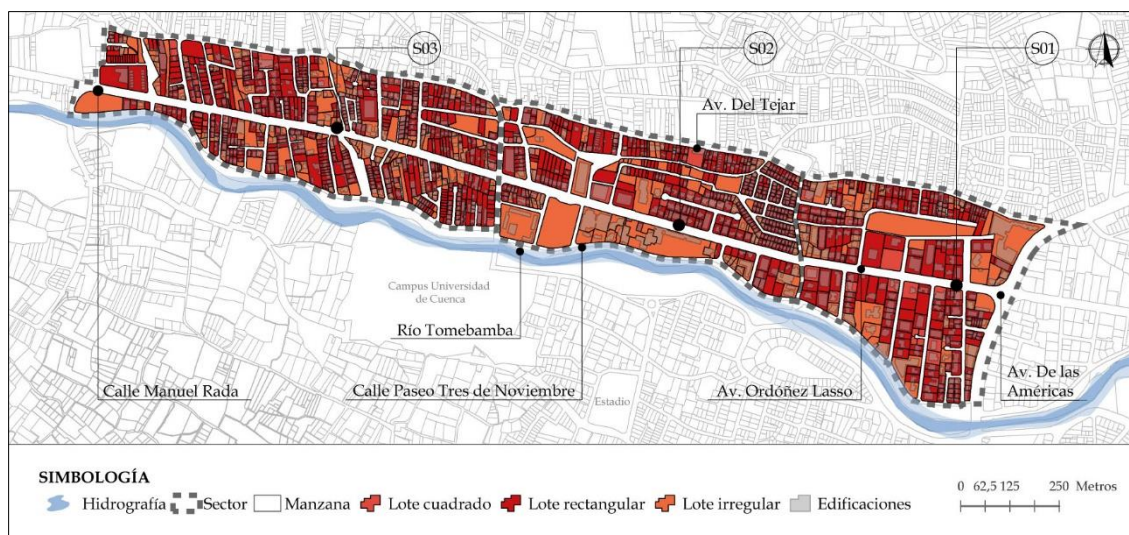 S03
S02
S01
Av. Del Tejar
Campus Universidad
de Cuenca
Río Tomebamba
Calle Manuel Rada
Calle Paseo Tres de Noviembre
Estadio
Av. Ordóñez Lasso
Av. De las
Américas
SIMBOLOGÍA
Hidrografía
Sector
Manzana
Lote cuadrado
Lote rectangular
Lote irregular
Edificaciones
0 62,5 125 250 Metros